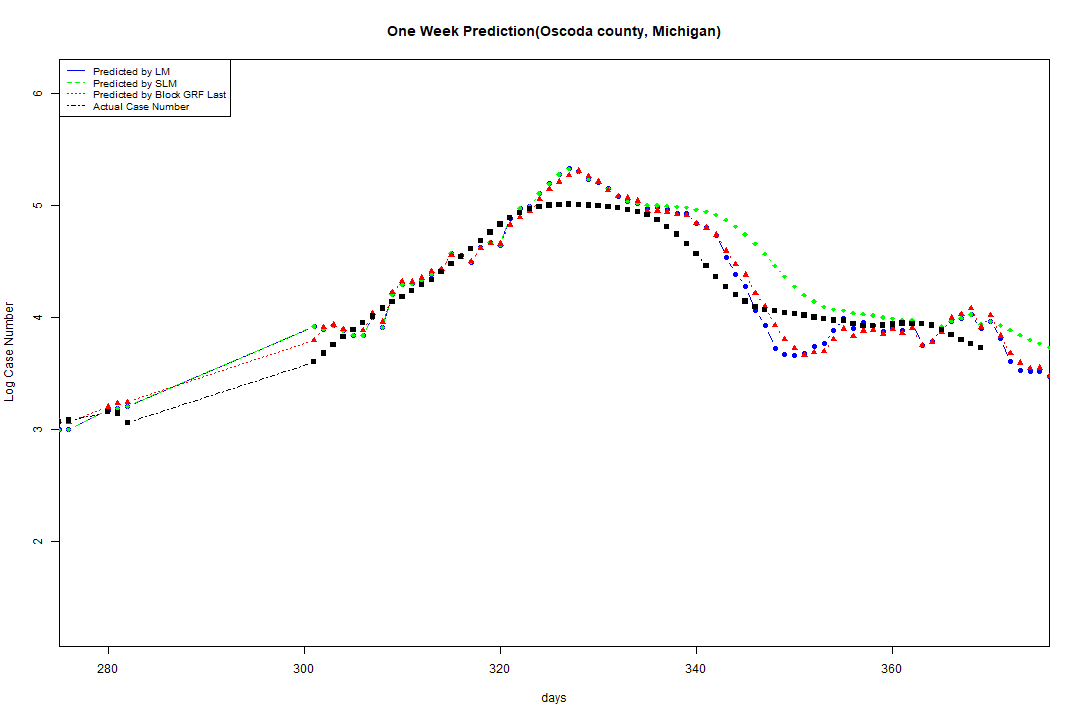 One Week Prediction(Oscoda county, Michigan)
Predicted by LM
Predicted by SLM
Predicted by Block GRF Last
Actual Case Number
6
5
4
3
2
Log Case Number
280 300 320 340 360
days